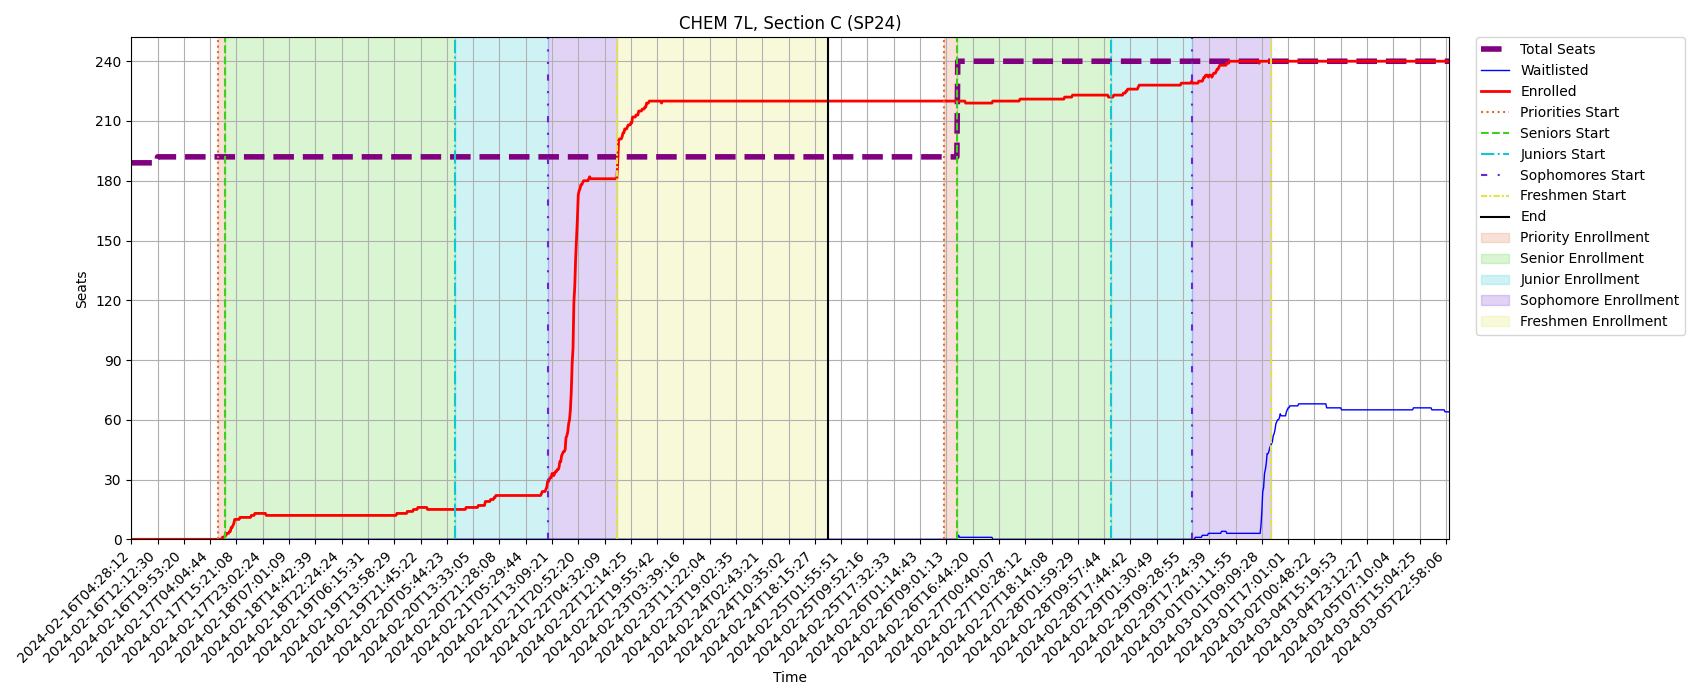 CHEM 7L, Section C (SP24)
240
210
180
150
120
90
60
30
0
Seats
2024-02-16T04:28:12
2024-02-16T12:12:30
2024-02-16T19:53:20
2024-02-17T04:04:44
2024-02-17T15:21:08
2024-02-17T23:02:24
2024-02-18T07:01:09
2024-02-18T14:42:39
2024-02-18T22:24:24
2024-02-19T06:15:31
2024-02-19T13:58:29
2024-02-19T21:45:22
2024-02-20T05:44:23
2024-02-20T13:33:05
2024-02-20T21:28:08
2024-02-21T05:29:44
2024-02-21T13:09:21
2024-02-21T20:52:20
2024-02-22T04:32:09
2024-02-22T12:14:25
2024-02-22T19:55:42
2024-02-23T03:39:16
2024-02-23T11:22:04
2024-02-23T19:02:35
2024-02-24T02:43:21
2024-02-24T10:35:02
2024-02-24T18:15:27
2024-02-25T01:55:51
2024-02-25T09:52:16
2024-02-25T17:32:33
2024-02-26T01:14:43
2024-02-26T09:01:13
2024-02-26T16:44:20
2024-02-27T00:40:07
2024-02-27T10:28:12
2024-02-27T18:14:08
2024-02-28T01:59:29
2024-02-28T09:57:44
2024-02-28T17:44:42
2024-02-29T01:30:49
2024-02-29T09:28:55
2024-02-29T17:24:39
2024-03-01T01:11:55
2024-03-01T09:09:28
2024-03-01T17:01:01
2024-03-02T00:48:22
2024-03-04T15:19:53
2024-03-04T23:12:27
2024-03-05T07:10:04
2024-03-05T15:04:25
2024-03-05T22:58:06
Time
Total Seats
Waitlisted
Enrolled
Priorities Start
Seniors Start
Juniors Start
Sophomores Start
Freshmen Start
End
Priority Enrollment
Senior Enrollment
Junior Enrollment
Sophomore Enrollment
Freshmen Enrollment